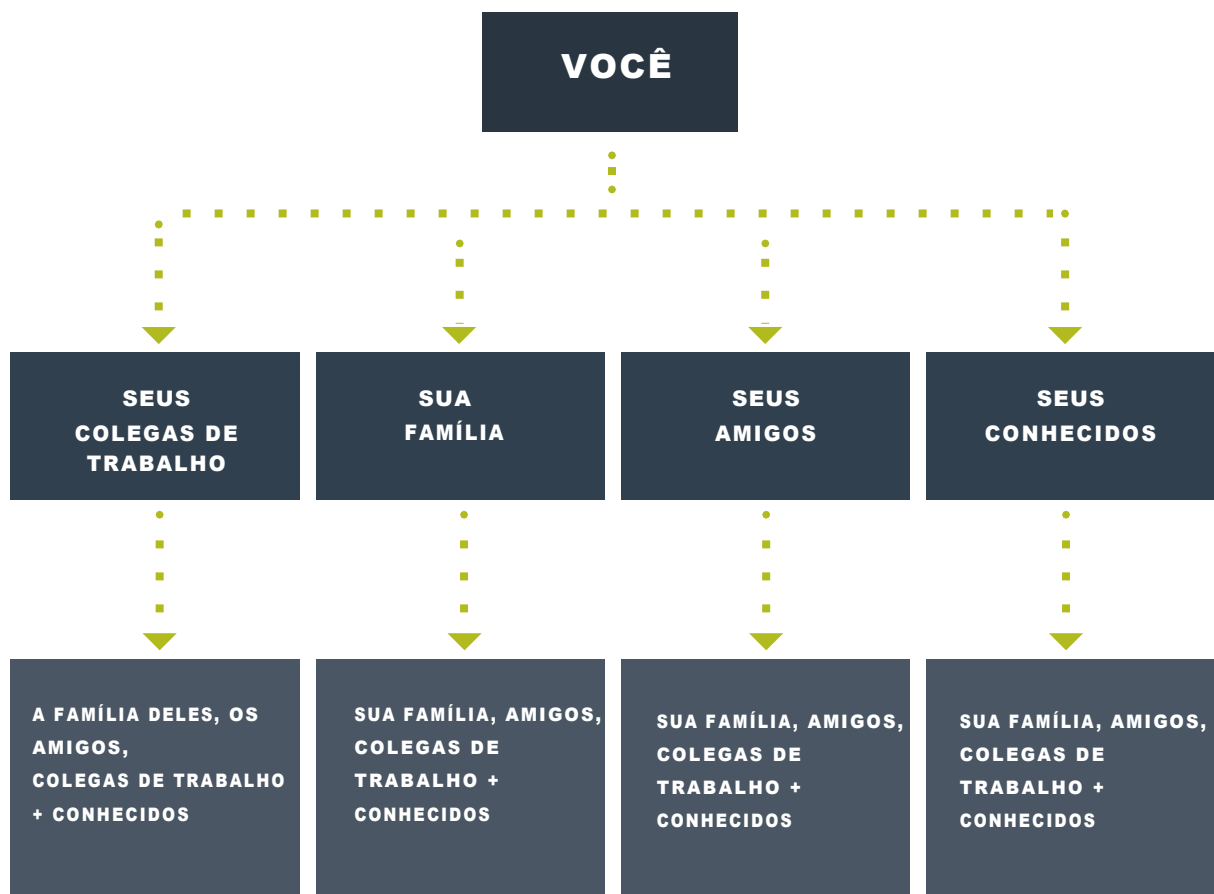 VOCÊ
SEUS
COLEGAS DE
TRABALHO
SUA
FAMÍLIA
SEUS
AMIGOS
SEUS
CONHECIDOS
A FAMÍLIA DELES, OS
AMIGOS,
COLEGAS DE TRABALHO
+ CONHECIDOS
SUA FAMÍLIA, AMIGOS,
COLEGAS DE
TRABALHO +
CONHECIDOS
SUA FAMÍLIA, AMIGOS,
COLEGAS DE
TRABALHO +
CONHECIDOS
SUA FAMÍLIA, AMIGOS,
COLEGAS DE
TRABALHO +
CONHECIDOS